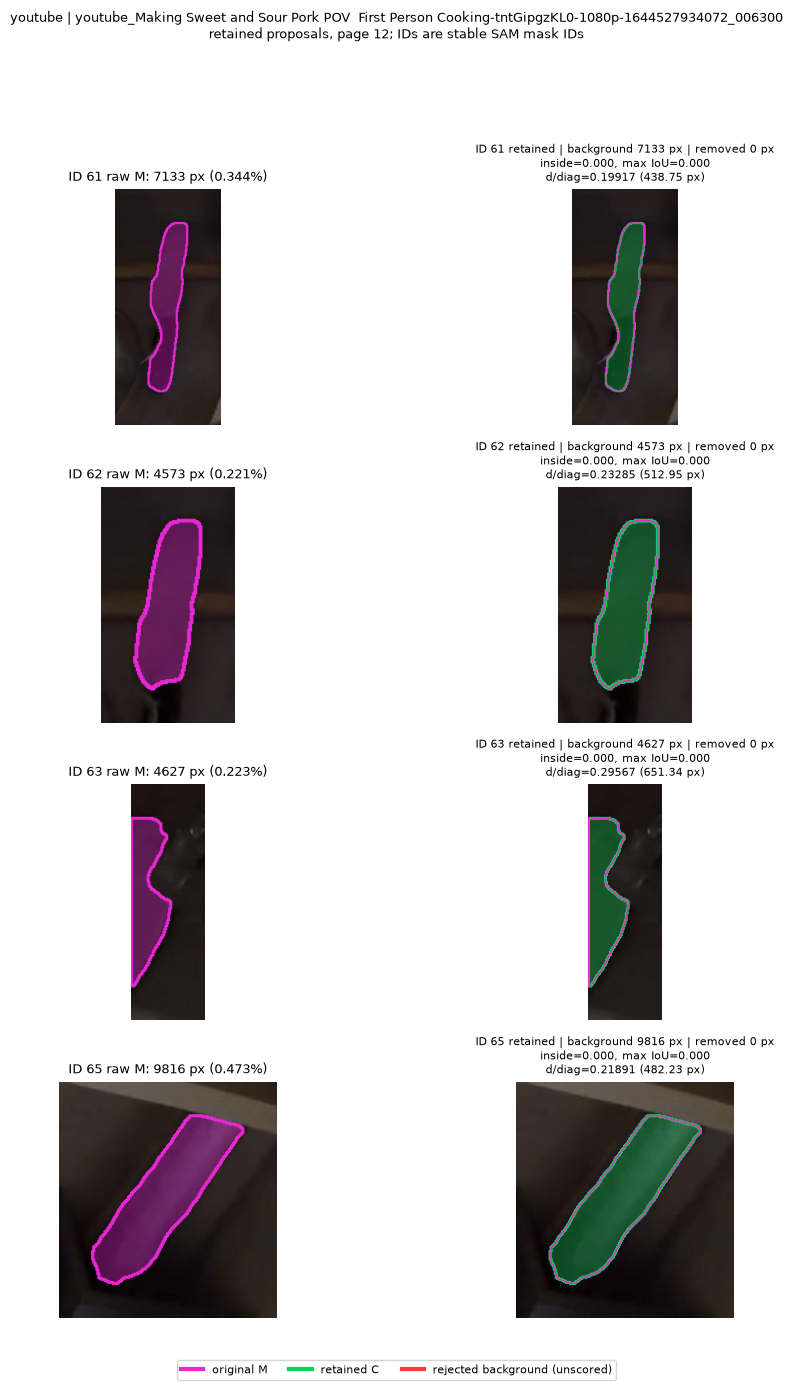 youtube | youtube_Making Sweet and Sour Pork POV  First Person Cooking-tntGipgzKL0-1080p-1644527934072_006300
retained proposals, page 12; IDs are stable SAM mask IDs
ID 61 raw M: 7133 px (0.344%)
ID 61 retained | background 7133 px | removed 0 px
inside=0.000, max IoU=0.000
d/diag=0.19917 (438.75 px)
ID 62 raw M: 4573 px (0.221%)
ID 62 retained | background 4573 px | removed 0 px
inside=0.000, max IoU=0.000
d/diag=0.23285 (512.95 px)
ID 63 raw M: 4627 px (0.223%)
ID 63 retained | background 4627 px | removed 0 px
inside=0.000, max IoU=0.000
d/diag=0.29567 (651.34 px)
ID 65 raw M: 9816 px (0.473%)
ID 65 retained | background 9816 px | removed 0 px
inside=0.000, max IoU=0.000
d/diag=0.21891 (482.23 px)
original M
retained C
rejected background (unscored)